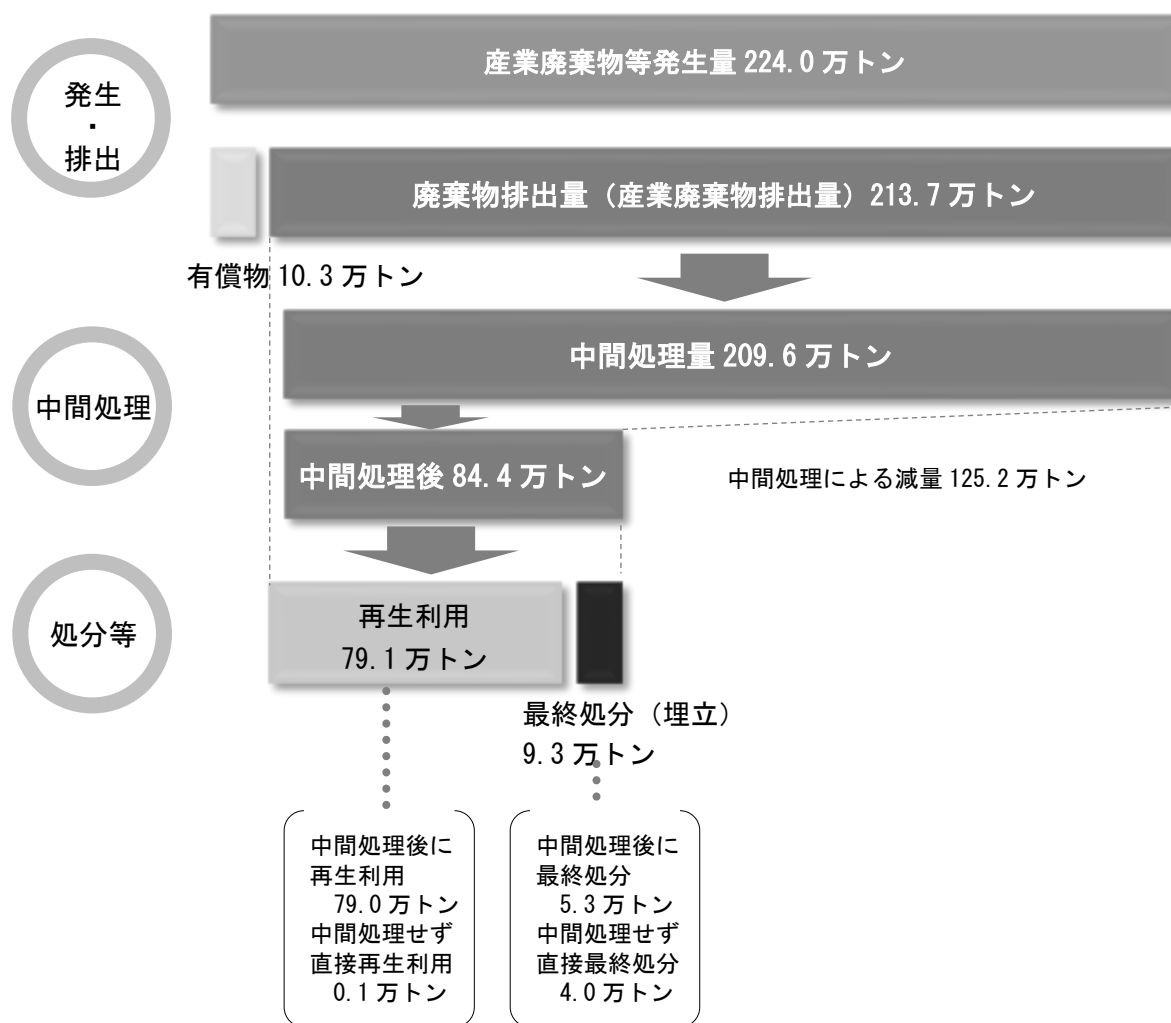 発生
・
排出
産業廃棄物等発生量 224.0 万トン
廃棄物排出量（産業廃棄物排出量）213.7 万トン
有償物 10.3 万トン
中間処理
中間処理量 209.6 万トン
中間処理後 84.4 万トン
中間処理による減量 125.2 万トン
処分等
再生利用
79.1 万トン
最終処分（埋立）
9.3 万トン
中間処理後に
再生利用
79.0 万トン
中間処理せず
直接再生利用
0.1 万トン
中間処理後に
最終処分
5.3 万トン
中間処理せず
直接最終処分
4.0 万トン